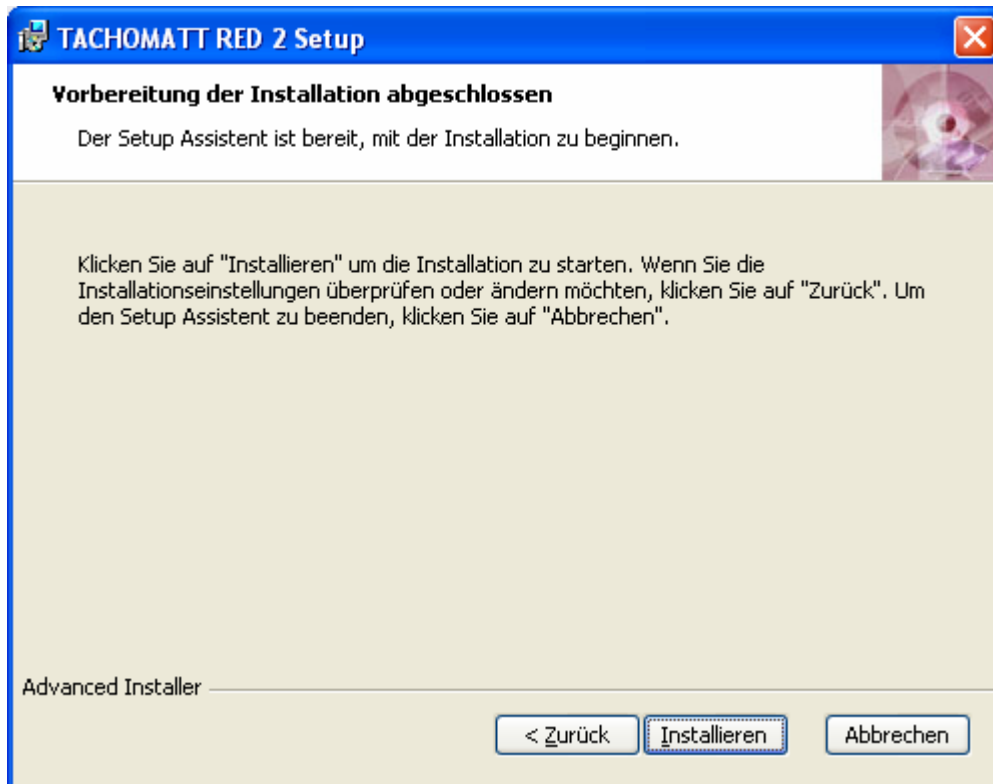 TACHOMATT RED 2 Setup
Vorbereitung der Installation abgeschlossen
Der Setup Assistent ist bereit, mit der Installation zu beginnen.
Klicken Sie auf "Installieren" um die Installation zu starten. Wenn Sie die
Installationseinstellungen überprüfen oder ändern möchten, klicken Sie auf "Zurück". Um
den Setup Assistent zu beenden, klicken Sie auf "Abbrechen".
Advanced Installer
< Zurück Installieren Abbrechen